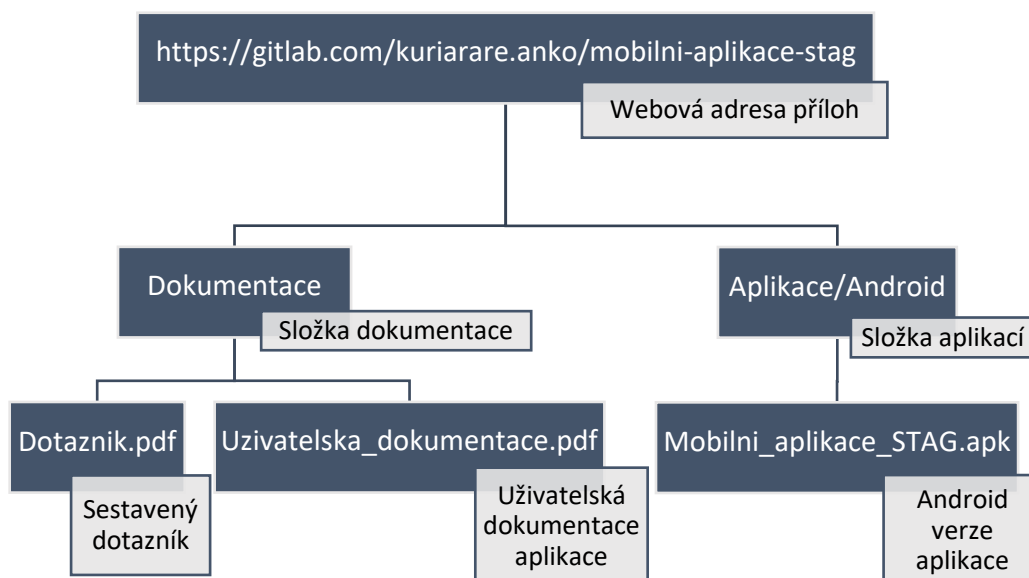 https://gitlab.com/kuriarare.anko/mobilni-aplikace-stag
Webová adresa příloh
Dokumentace
Složka dokumentace
Aplikace/Android
Složka aplikací
Dotaznik.pdf
Sestavený
dotazník
Uzivatelska_dokumentace.pdf
Uživatelská
dokumentace
aplikace
Mobilni_aplikace_STAG.apk
Android
verze
aplikace